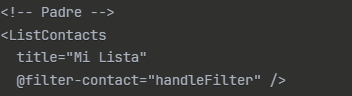 <!-- Padre -->
<ListContacts
title="Mi Lista"
@filter-contact="handleFilter" />